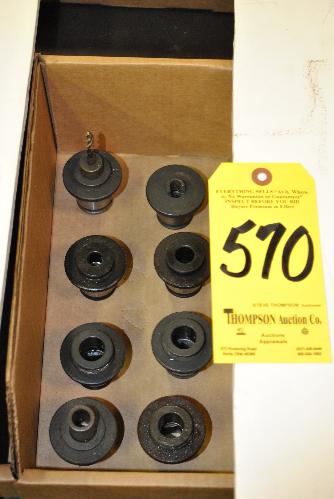 EVERYTHING SELLS "As Is, Where
is, No Warranties or Guarantees"
INSPECT BEFORE YOU BID
Buyers Premium in Effect
570
STEVE THOMPSON
THOMPSON Auction Co.
Auctions
Appraisals